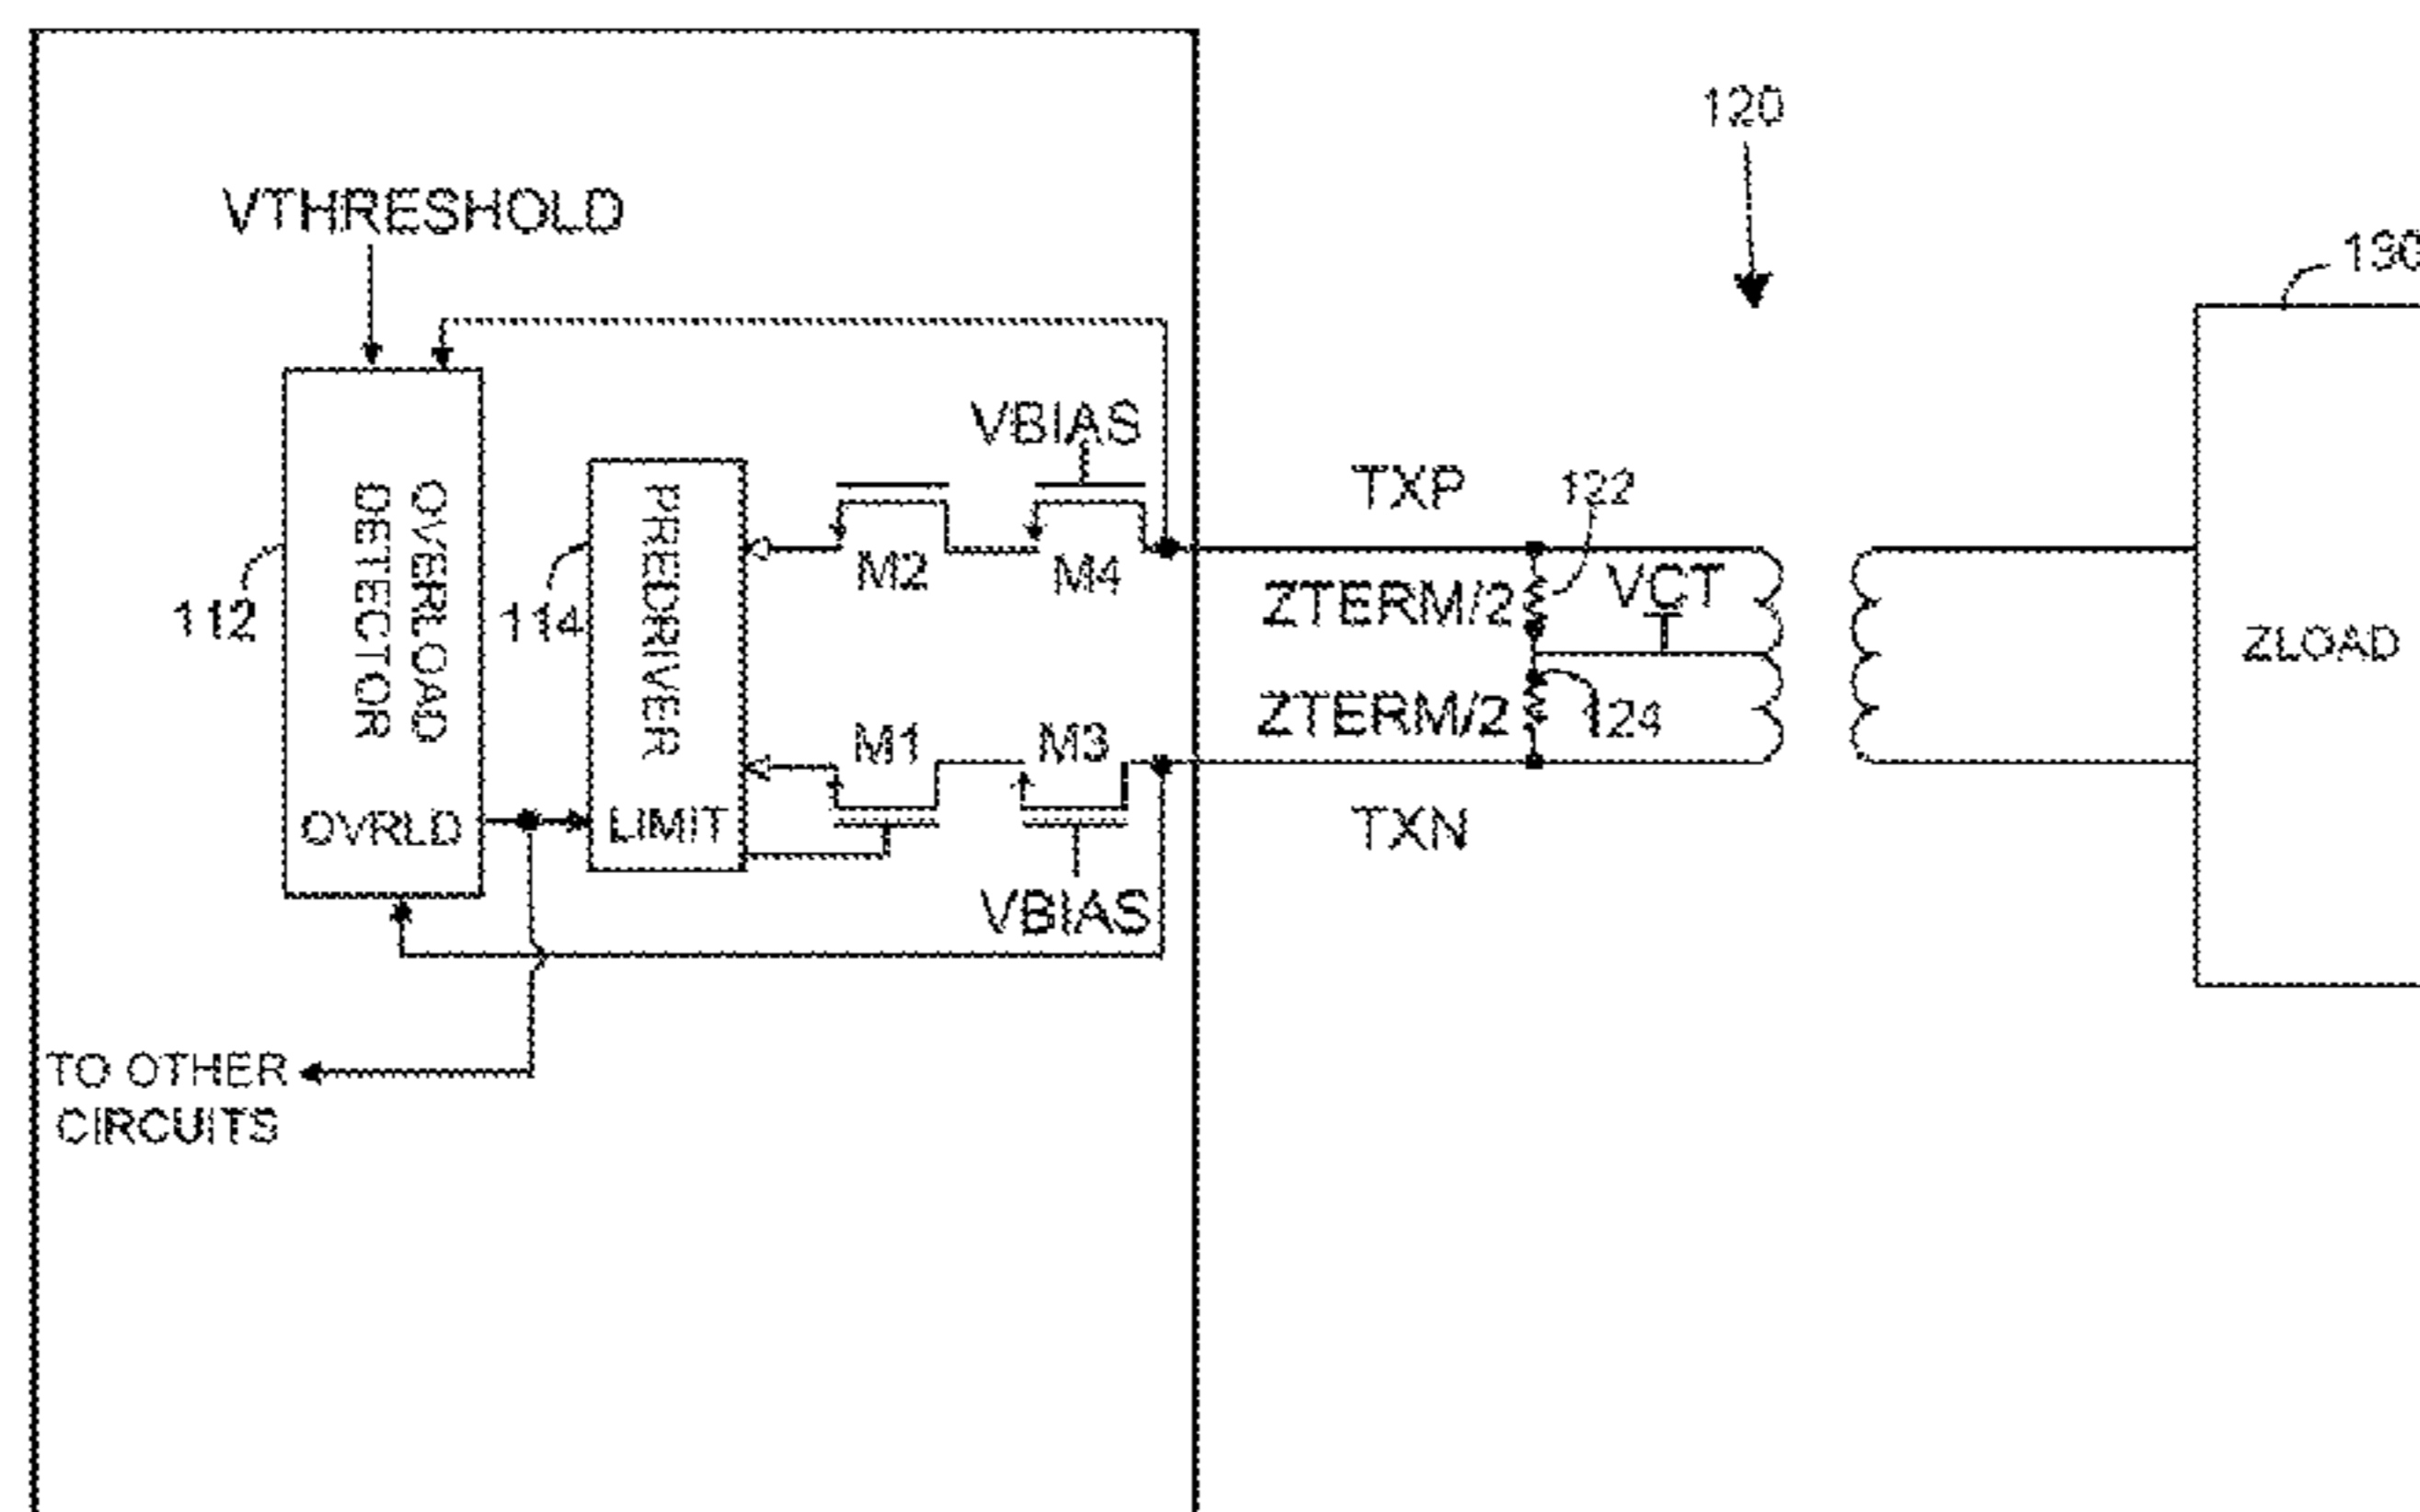 120
VTHRESHOLD
VBIAS
TXP
122
OVERLOAD
DETECTOR
PREDRIVER
M2
M4
ZTERM/2
VCT
112
114
ZLOAD
ZTERM/2
124
M1
M3
OVRLD
LIMIT
TXN
VBIAS
TO OTHER
CIRCUITS